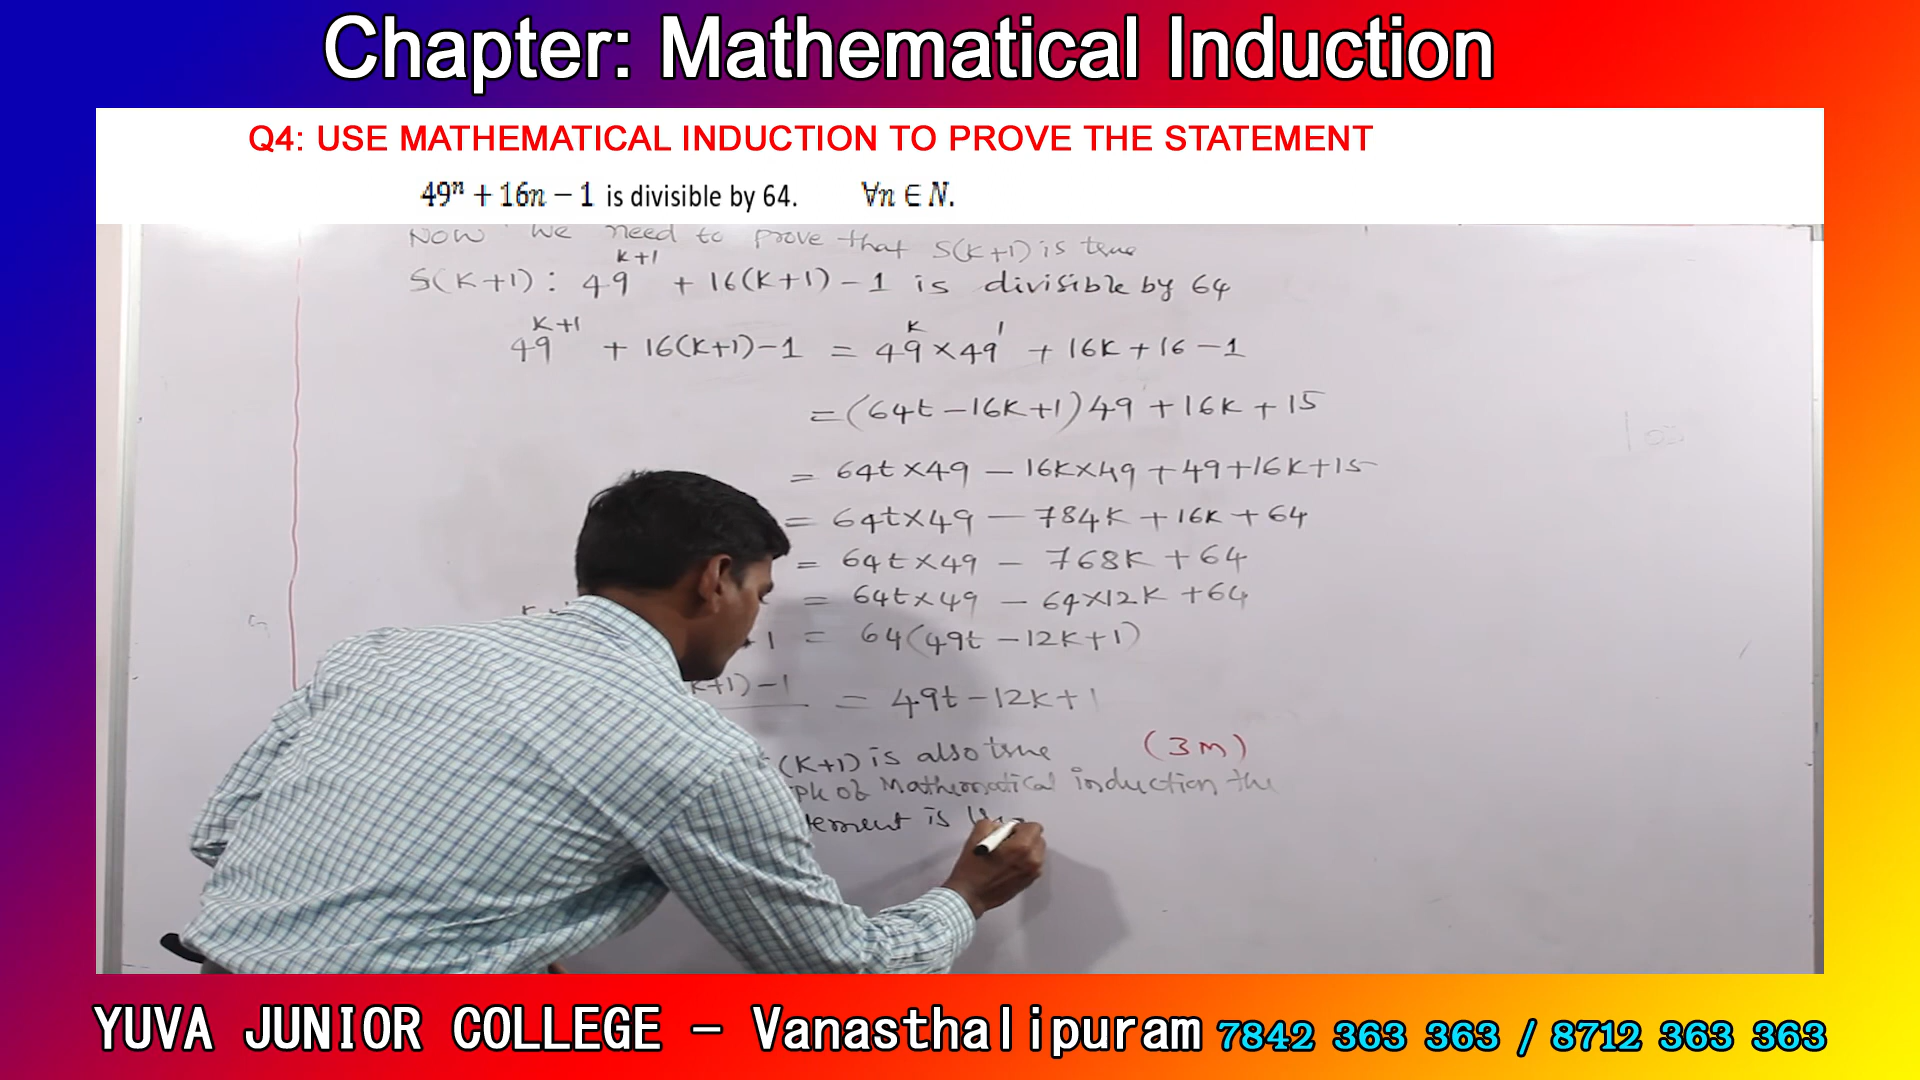 Chapter: Mathematical Induction
Q4: USE MATHEMATICAL INDUCTION TO PROVE THE STATEMENT
49ⁿ + 16n − 1 is divisible by 64. ∀n ∈ N.
NOW we need to prove that S(K+1) is true
S(K+1) : 49^(K+1) + 16(K+1) − 1 is divisible by 64
49^(K+1) + 16(K+1) − 1 = 49^K × 49^1 + 16K + 16 − 1
= (64t − 16K + 1) 49 + 16K + 15
= 64t × 49 − 16K × 49 + 49 + 16K + 15
= 64t × 49 − 784K + 16K + 64
= 64t × 49 − 768K + 64
= 64t × 49 − 64 × 12K + 64
1 = 64(49t − 12K + 1)
K+1) − 1 = 49t − 12K + 1
(K+1) is also true (3M)
of Mathematical induction the
is
YUVA JUNIOR COLLEGE – Vanasthalipuram 7842 363 363 / 8712 363 363